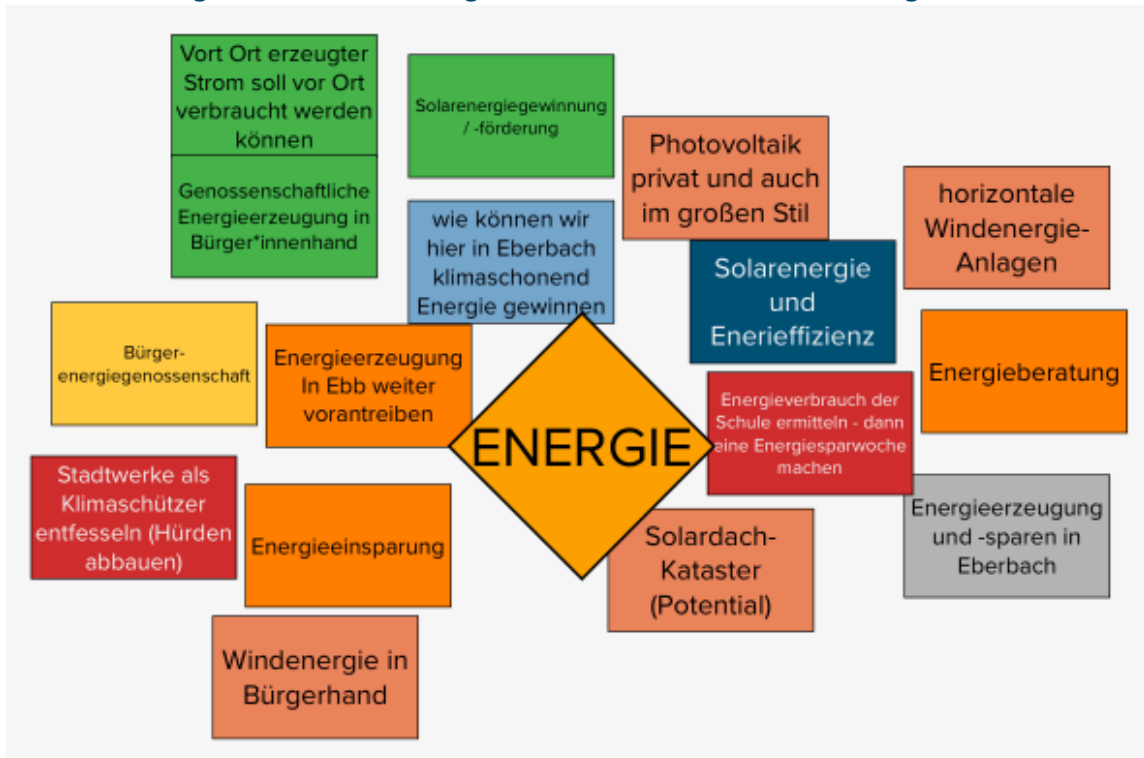 Vort Ort erzeugter
Strom soll vor Ort
verbraucht werden
können
Genossenschaftliche
Energieerzeugung in
Bürger*innenhand
Solarenergiegewinnung
/ -förderung
wie können wir
hier in Eberbach
klimaschonend
Energie gewinnen
Photovoltaik
privat und auch
im großen Stil
horizontale
Windenergie-
Anlagen
Solarenergie
und
Enerieffizienz
Bürger-
energiegenossenschaft
Energieerzeugung
In Ebb weiter
vorantreiben
ENERGIE
Energieverbrauch der
Schule ermitteln - dann
eine Energiesparwoche
machen
Energieberatung
Stadtwerke als
Klimaschützer
entfesseln (Hürden
abbauen)
Energieeinsparung
Solardach-
Kataster
(Potential)
Energieerzeugung
und -sparen in
Eberbach
Windenergie in
Bürgerhand